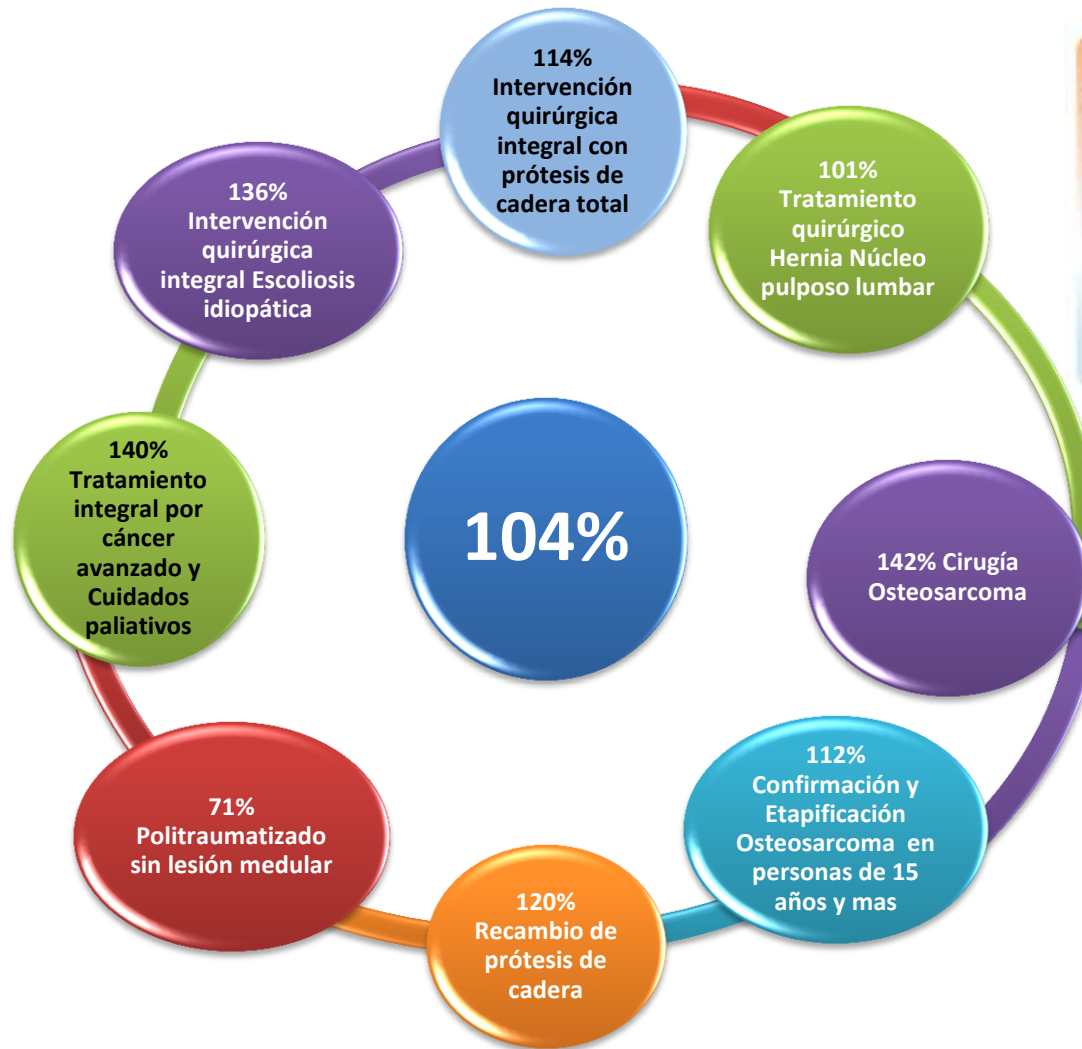 114%
Intervención
quirúrgica
integral con
prótesis de
cadera total
101%
Tratamiento
quirúrgico
Hernia Núcleo
pulposo lumbar
142% Cirugía
Osteosarcoma
112%
Confirmación y
Etapificación
Osteosarcoma en
personas de 15
años y mas
120%
Recambio de
prótesis de
cadera
71%
Politraumatizado
sin lesión medular
140%
Tratamiento
integral por
cáncer
avanzado y
Cuidados
paliativos
136%
Intervención
quirúrgica
integral Escoliosis
idiopática
104%